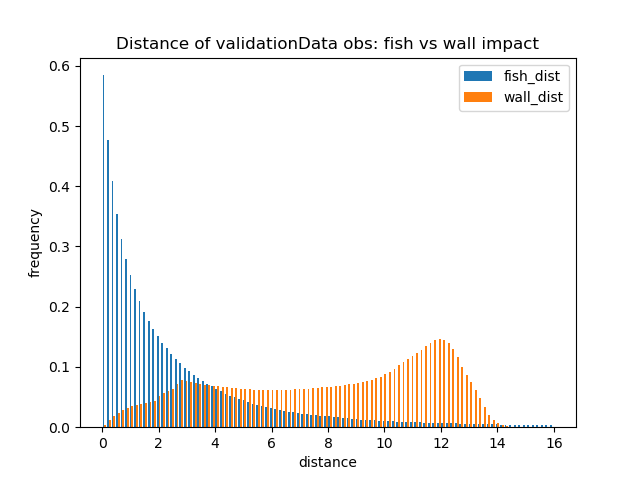 Distance of validationData obs: fish vs wall impact
fish_dist
wall_dist
frequency
0.6
0.5
0.4
0.3
0.2
0.1
0.0
0 2 4 6 8 10 12 14 16
distance